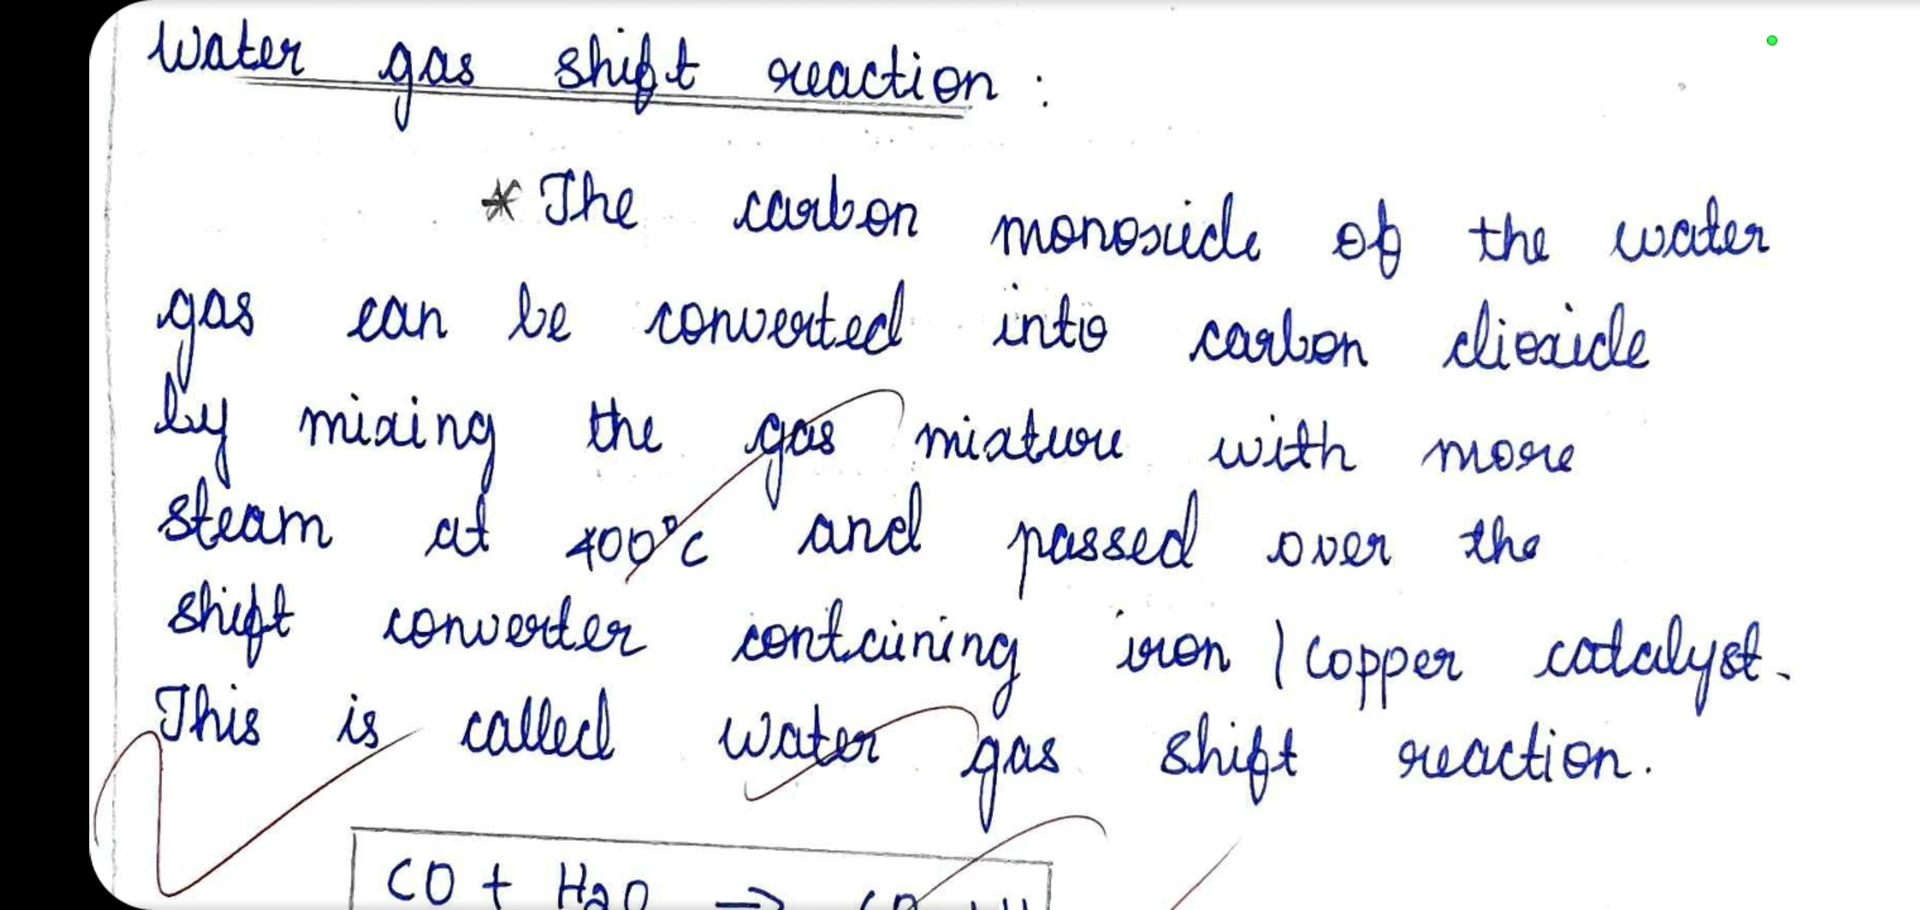 Water gas shift reaction :
* The carbon monoxide of the water
gas can be converted into carbon dioxide
by mixing the gas mixture with more
steam at 400°C and passed over the
shift converter containing iron / copper catalyst.
This is called water gas shift reaction.
CO + H2O → CO